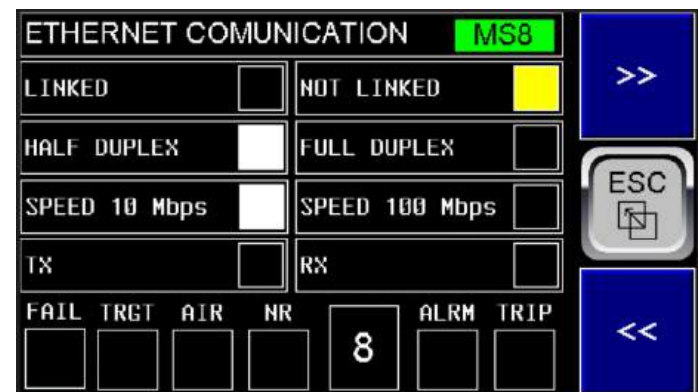 ETHERNET COMUNICATION MS8
>>
LINKED NOT LINKED
HALF DUPLEX FULL DUPLEX
ESC
SPEED 10 Mbps SPEED 100 Mbps
TX RX
FAIL TRGT AIR NR 8 ALRM TRIP
<<